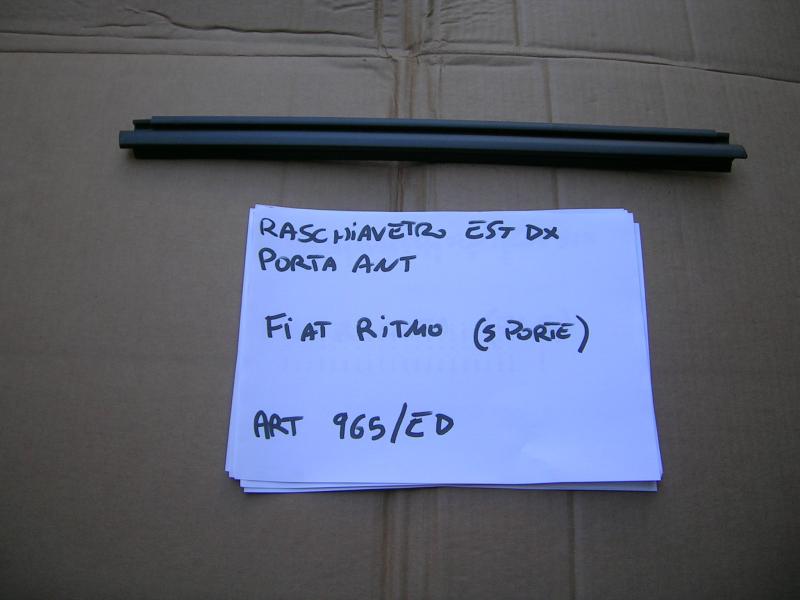 RASCHIAVETRO EST DX
PORTA ANT
FIAT RITMO (5 PORTE)
ART 965/ED